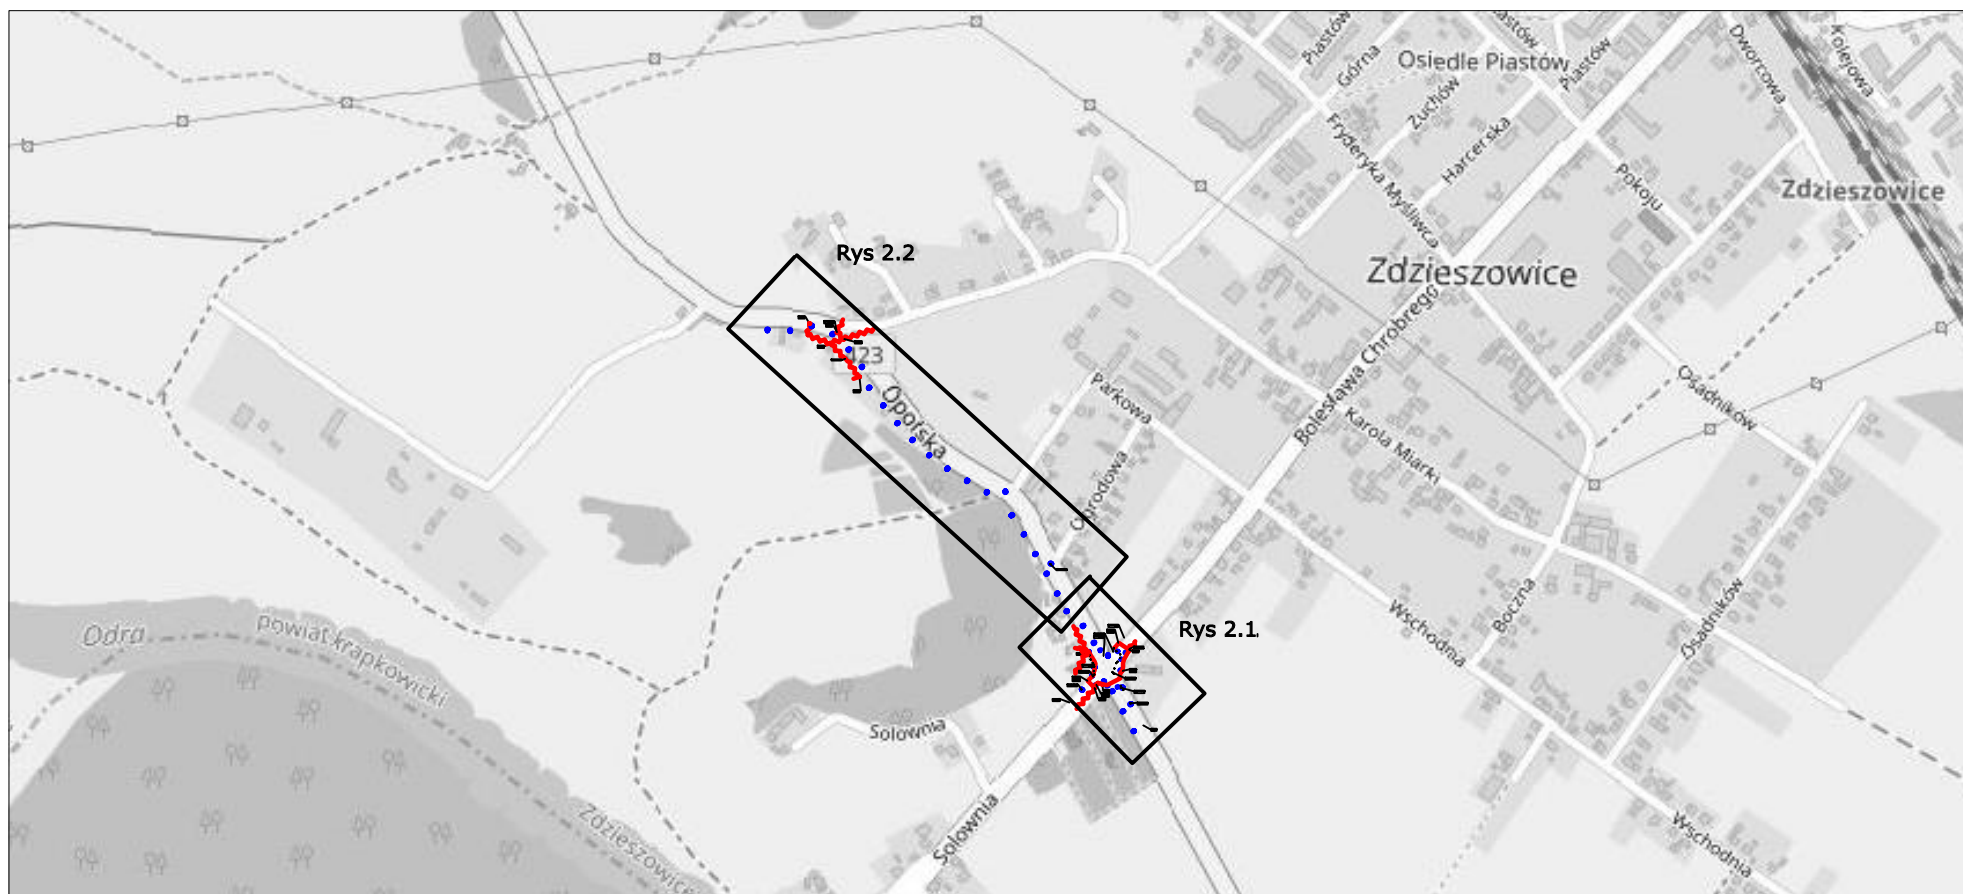 Piastów
Piastów
Górna
Osiedle Piastów
Piastów
Dworcowa
Kolejowa
Zuchów
Fryderyka Myśliwca
Harcerska
Pokoju
Zdzieszowice
Rys 2.2
Zdzieszowice
423
Opolska
Parkowa
Bolesława Chrobrego
Osadników
Karola Miarki
Ogrodowa
Odra
powiat krapkowicki
Rys 2.1
Wschodnia
Boczna
Osadników
Solownia
Solownia
Zdzieszowice
Wschodnia